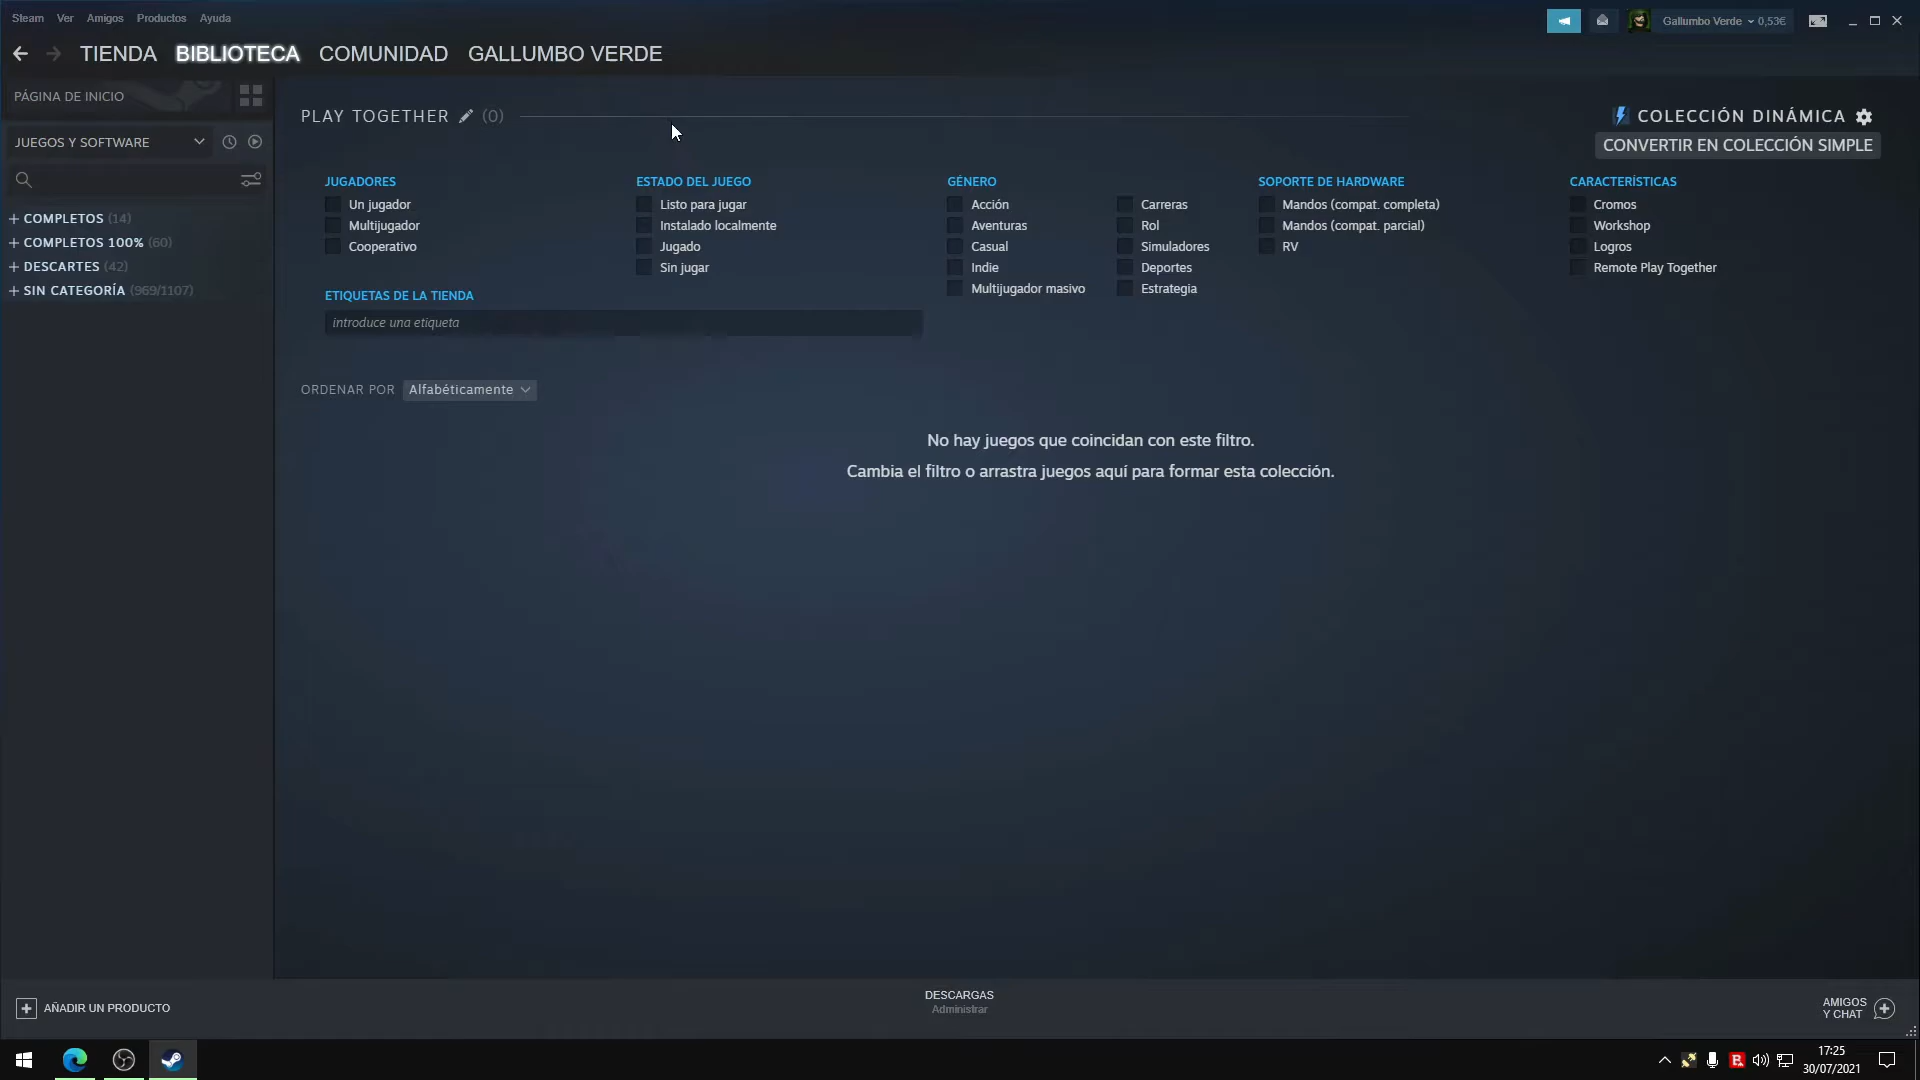 Steam Ver Amigos Productos Ayuda
Gallumbo Verde 0,53€
TIENDA BIBLIOTECA COMUNIDAD GALLUMBO VERDE
PÁGINA DE INICIO
JUEGOS Y SOFTWARE
+ COMPLETOS (14)
+ COMPLETOS 100% (60)
+ DESCARTES (42)
+ SIN CATEGORÍA (969/1107)
PLAY TOGETHER (0)
COLECCIÓN DINÁMICA
CONVERTIR EN COLECCIÓN SIMPLE
JUGADORES
Un jugador
Multijugador
Cooperativo
ESTADO DEL JUEGO
Listo para jugar
Instalado localmente
Jugado
Sin jugar
GÉNERO
Acción
Aventuras
Casual
Indie
Multijugador masivo
Carreras
Rol
Simuladores
Deportes
Estrategia
SOPORTE DE HARDWARE
Mandos (compat. completa)
Mandos (compat. parcial)
RV
CARACTERÍSTICAS
Cromos
Workshop
Logros
Remote Play Together
ETIQUETAS DE LA TIENDA
introduce una etiqueta
ORDENAR POR Alfabéticamente
No hay juegos que coincidan con este filtro.
Cambia el filtro o arrastra juegos aquí para formar esta colección.
AÑADIR UN PRODUCTO
DESCARGAS
Administrar
AMIGOS
Y CHAT
17:25
30/07/2021